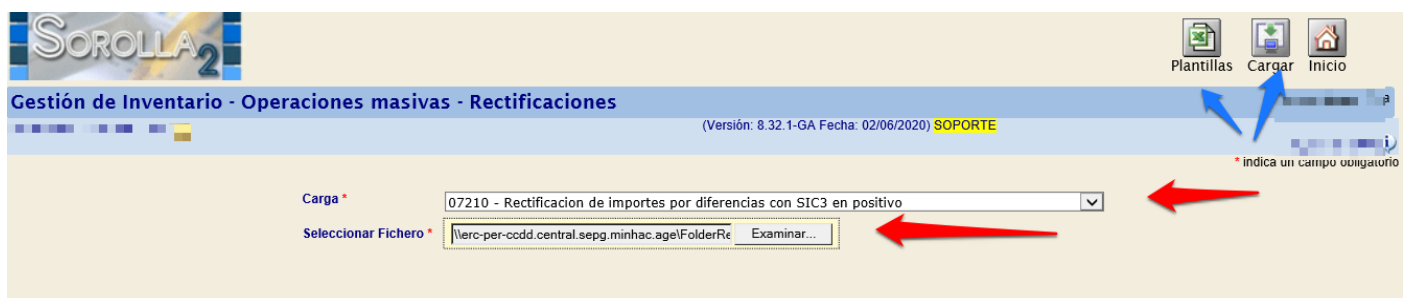 SOROLLA2
Plantillas Cargar Inicio
Gestión de Inventario - Operaciones masivas - Rectificaciones
(Versión: 8.32.1-GA Fecha: 02/06/2020) SOPORTE
* indica un campo obligatorio
Carga * 07210 - Rectificacion de importes por diferencias con SIC3 en positivo
Seleccionar Fichero * \\erc-per-ccdd.central.sepg.minhac.age\FolderRe Examinar...